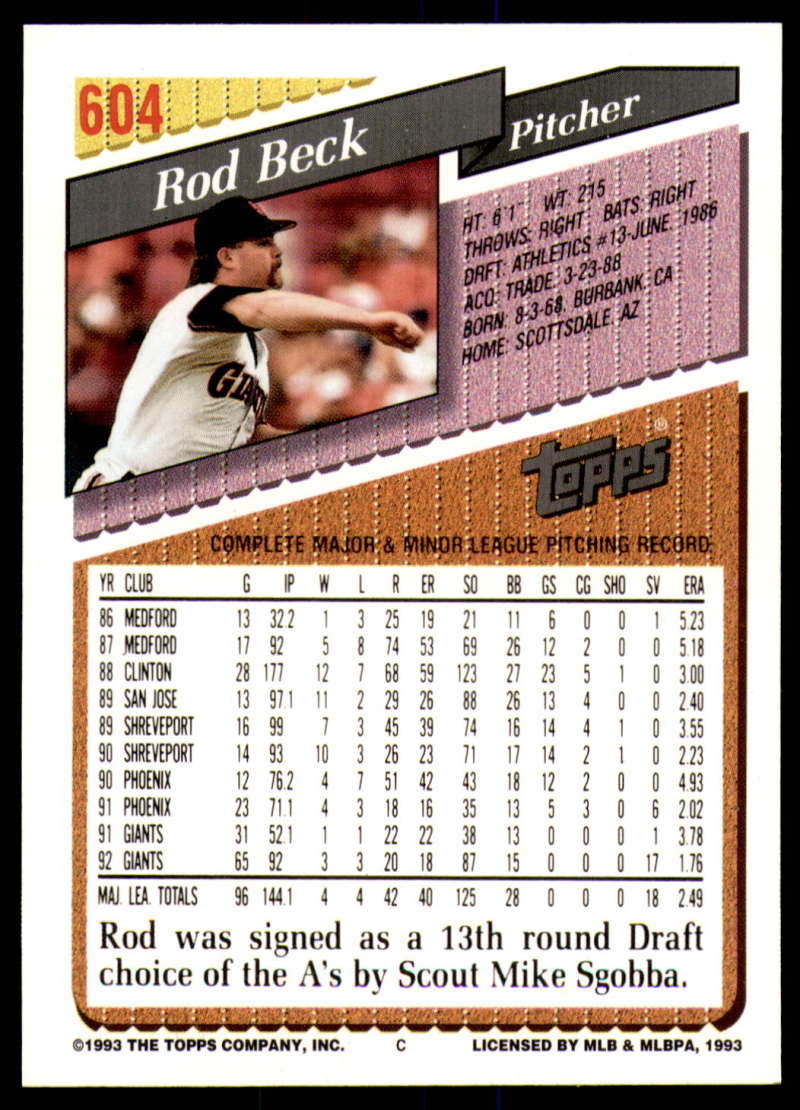 604
Rod Beck
Pitcher
HT: 6'1" WT: 215
THROWS: RIGHT BATS: RIGHT
DRFT: ATHLETICS #13-JUNE, 1986
ACQ: TRADE, 3-23-88
BORN: 8-3-68, BURBANK, CA
HOME: SCOTTSDALE, AZ
GIANTS
Topps®
COMPLETE MAJOR & MINOR LEAGUE PITCHING RECORD
YR CLUB G IP W L R ER SO BB GS CG SHO SV ERA
86 MEDFORD 13 32.2 1 3 25 19 21 11 6 0 0 1 5.23
87 MEDFORD 17 92 5 8 74 53 69 26 12 2 0 0 5.18
88 CLINTON 28 177 12 7 68 59 123 27 23 5 1 0 3.00
89 SAN JOSE 13 97.1 11 2 29 26 88 26 13 4 0 0 2.40
89 SHREVEPORT 16 99 7 3 45 39 74 16 14 4 1 0 3.55
90 SHREVEPORT 14 93 10 3 26 23 71 17 14 2 1 0 2.23
90 PHOENIX 12 76.2 4 7 51 42 43 18 12 2 0 0 4.93
91 PHOENIX 23 71.1 4 3 18 16 35 13 5 3 0 6 2.02
91 GIANTS 31 52.1 1 1 22 22 38 13 0 0 0 1 3.78
92 GIANTS 65 92 3 3 20 18 87 15 0 0 0 17 1.76
MAJ. LEA. TOTALS 96 144.1 4 4 42 40 125 28 0 0 0 18 2.49
Rod was signed as a 13th round Draft
choice of the A's by Scout Mike Sgobba.
©1993 THE TOPPS COMPANY, INC. C LICENSED BY MLB & MLBPA, 1993